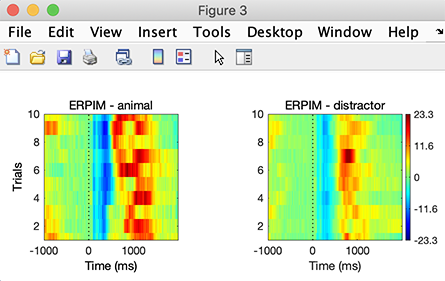 Figure 3
File Edit View Insert Tools Desktop Window Help
ERPIM - animal
ERPIM - distractor
Trials
10
8
6
4
2
-1000 0 1000
Time (ms)
10
8
6
4
2
-1000 0 1000
Time (ms)
23.3
11.6
0
-11.6
-23.3